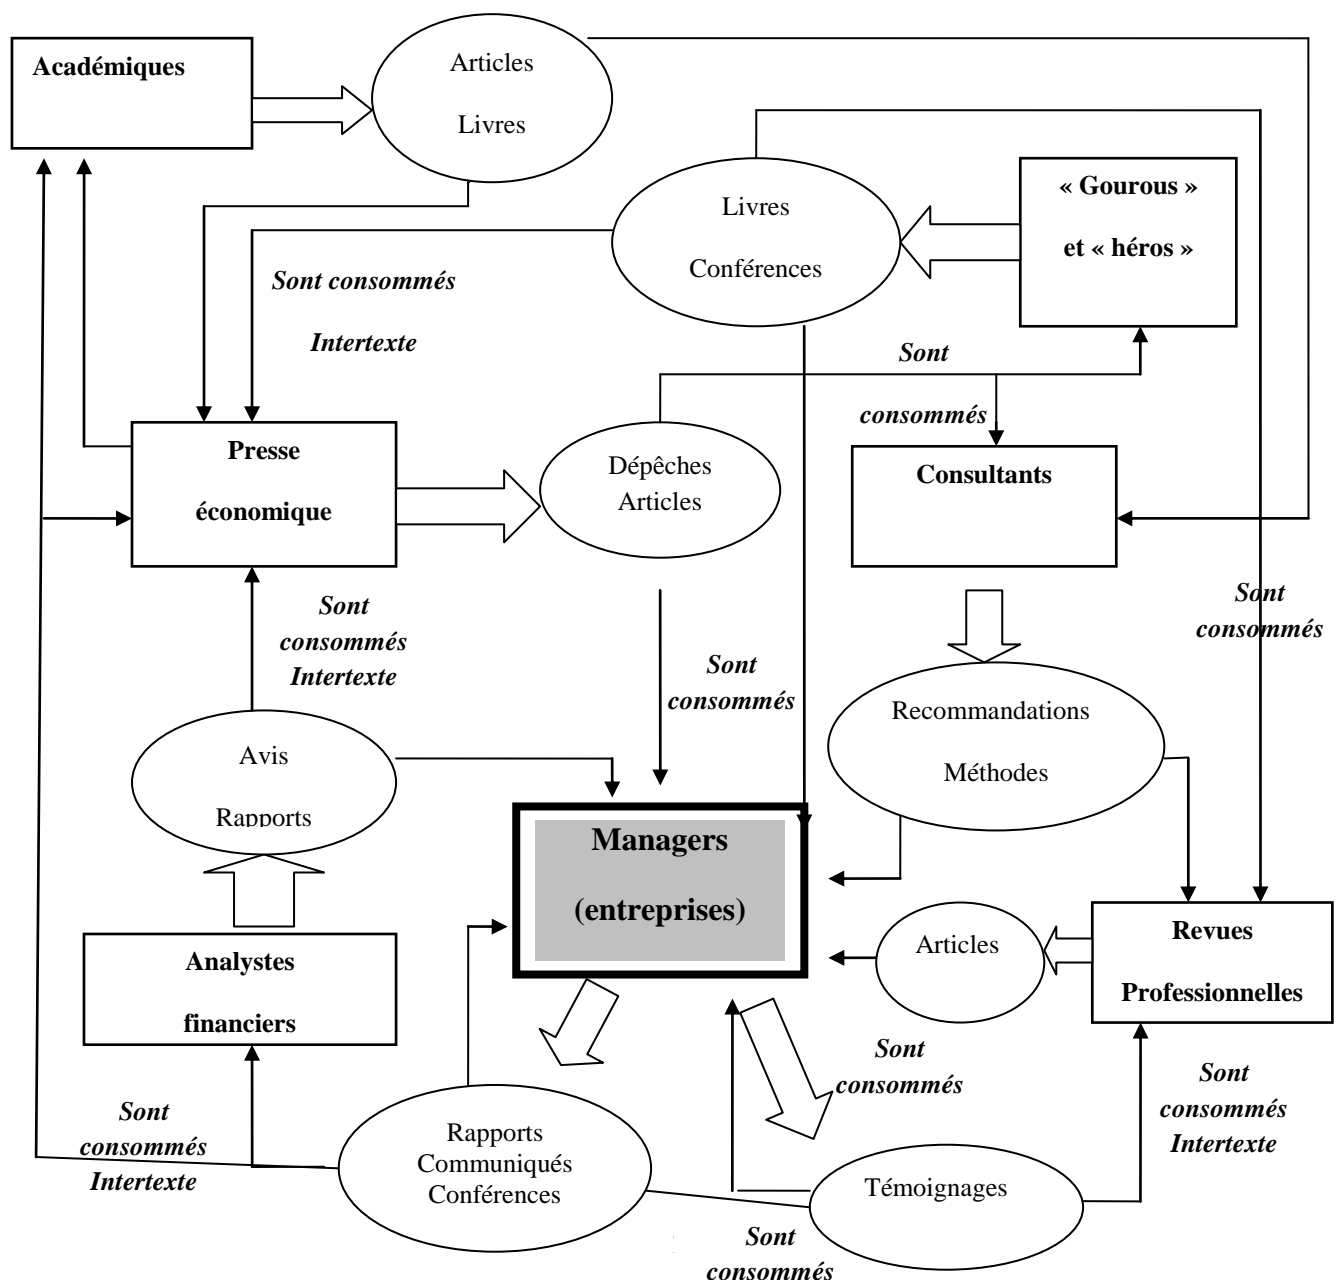 Académiques
Articles
Livres
« Gourous »
et « héros »
Livres
Conférences
Sont consommés
Intertexte
Sont
consommés
Presse
économique
Dépêches
Articles
Consultants
Sont
consommés
Intertexte
Sont
consommés
Sont
consommés
Recommandations
Méthodes
Avis
Rapports
Managers
(entreprises)
Articles
Revues
Professionnelles
Analystes
financiers
Sont
consommés
Sont
consommés
Intertexte
Sont
consommés
Intertexte
Rapports
Communiqués
Conférences
Témoignages
Sont
consommés